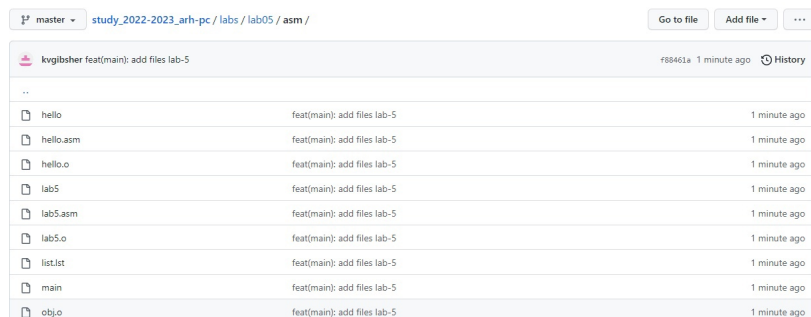 master study_2022-2023_arh-pc / labs / lab05 / asm / Go to file Add file ...
kvgibsher feat(main): add files lab-5 f88461a 1 minute ago History
..
hello feat(main): add files lab-5 1 minute ago
hello.asm feat(main): add files lab-5 1 minute ago
hello.o feat(main): add files lab-5 1 minute ago
lab5 feat(main): add files lab-5 1 minute ago
lab5.asm feat(main): add files lab-5 1 minute ago
lab5.o feat(main): add files lab-5 1 minute ago
list.lst feat(main): add files lab-5 1 minute ago
main feat(main): add files lab-5 1 minute ago
obj.o feat(main): add files lab-5 1 minute ago